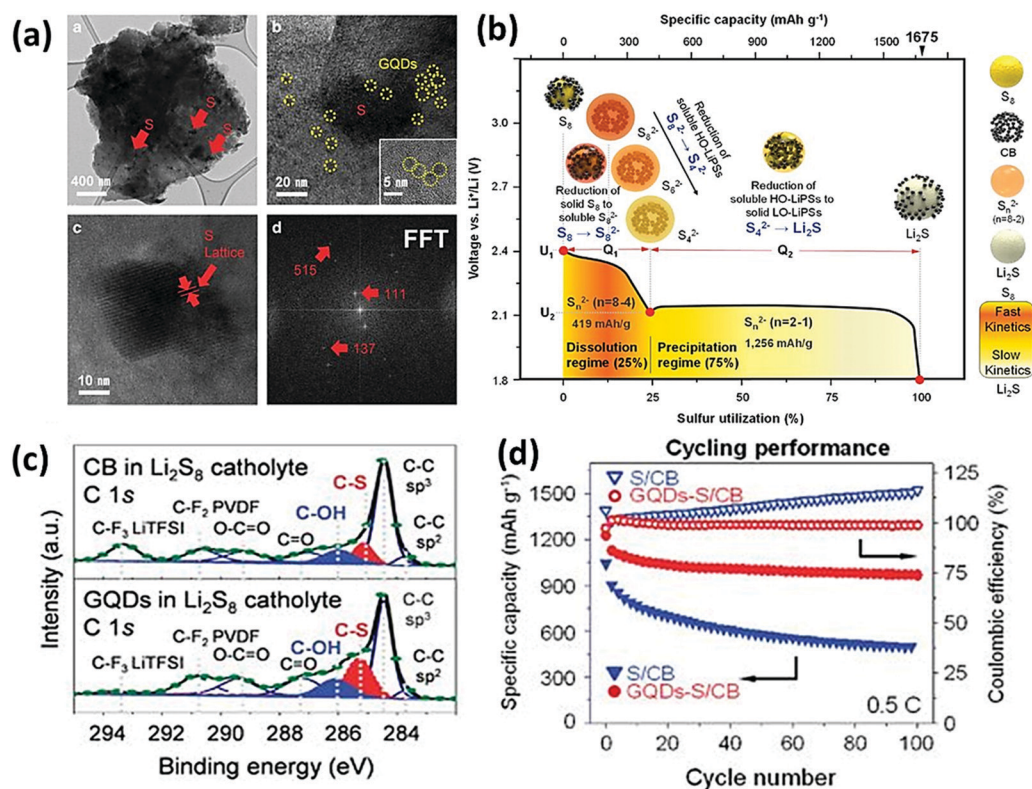 (a)
a
S
S
S
400 nm
b
GQDs
S
20 nm
5 nm
c
S
Lattice
10 nm
d
FFT
515
111
137
(b)
Specific capacity (mAh g⁻¹)
0 300 600 900 1200 1500 1675
Voltage vs. Li⁺/Li (V)
3.3
3.0
2.7
2.4
2.1
1.8
S₈
S₈²⁻
S₈²⁻
S₄²⁻
Reduction of
soluble HO-LiPSs
S₈²⁻ → S₄²⁻
Reduction of
solid S₈ to
soluble S₈²⁻
S₈ → S₈²⁻
Reduction of
soluble HO-LiPSs to
solid LO-LiPSs
S₄²⁻ → Li₂S
Li₂S
U₁
Q₁
Q₂
U₂
Sₙ²⁻ (n=8-4)
419 mAh/g
Dissolution
regime (25%)
Sₙ²⁻ (n=2-1)
1,256 mAh/g
Precipitation
regime (75%)
0 25 50 75 100
Sulfur utilization (%)
S₈
CB
Sₙ²⁻
(n=8-2)
Li₂S
S₈
Fast
Kinetics
Slow
Kinetics
Li₂S
(c)
CB in Li₂S₈ catholyte
C 1s
C-F₃ LiTFSI
C-F₂ PVDF
O-C=O
C=O
C-OH
C-S
C-C
sp³
C-C
sp²
GQDs in Li₂S₈ catholyte
C 1s
C-F₃ LiTFSI
C-F₂ PVDF
O-C=O
C=O
C-OH
C-S
C-C
sp³
C-C
sp²
Intensity (a.u.)
294 292 290 288 286 284
Binding energy (eV)
(d)
Cycling performance
S/CB
GQDs-S/CB
S/CB
GQDs-S/CB
0.5 C
Specific capacity (mAh g⁻¹)
1500
1200
900
600
300
0
Coulombic efficiency (%)
125
100
75
50
25
0
0 20 40 60 80 100
Cycle number